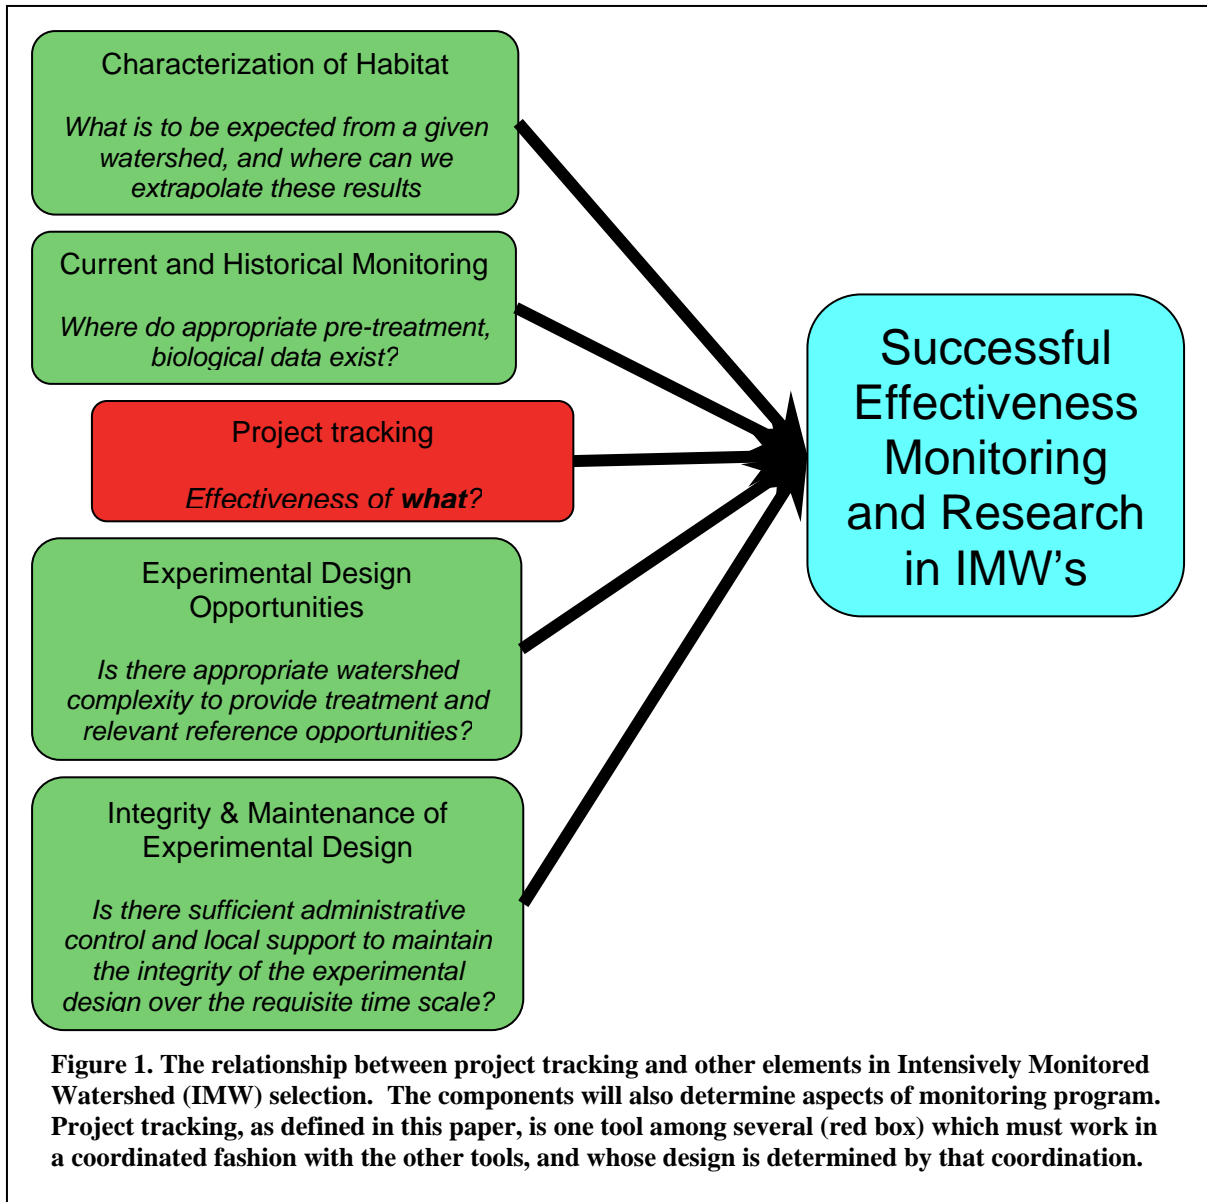 Characterization of Habitat
What is to be expected from a given
watershed, and where can we
extrapolate these results
Current and Historical Monitoring
Where do appropriate pre-treatment,
biological data exist?
Project tracking
Effectiveness of what?
Experimental Design
Opportunities
Is there appropriate watershed
complexity to provide treatment and
relevant reference opportunities?
Integrity & Maintenance of
Experimental Design
Is there sufficient administrative
control and local support to maintain
the integrity of the experimental
design over the requisite time scale?
Successful
Effectiveness
Monitoring
and Research
in IMW's
Figure 1. The relationship between project tracking and other elements in Intensively Monitored
Watershed (IMW) selection.  The components will also determine aspects of monitoring program.
Project tracking, as defined in this paper, is one tool among several (red box) which must work in
a coordinated fashion with the other tools, and whose design is determined by that coordination.